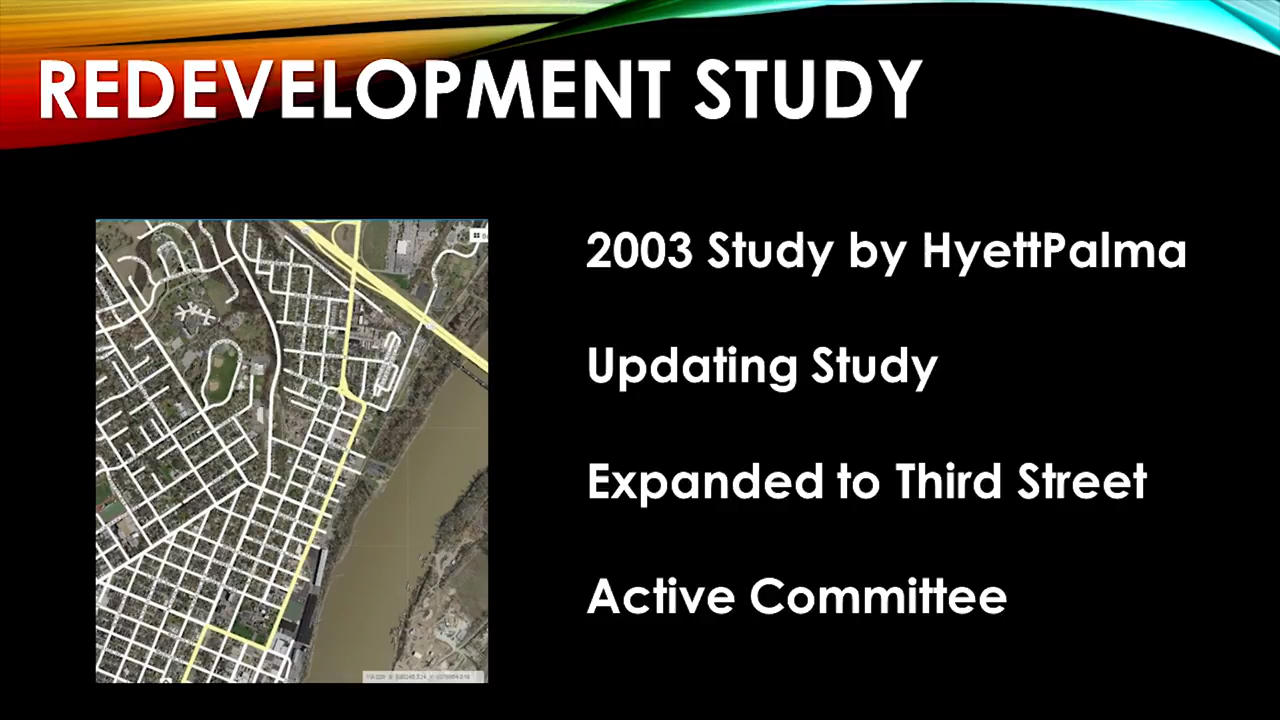 REDEVELOPMENT STUDY
2003 Study by HyettPalma
Updating Study
Expanded to Third Street
Active Committee